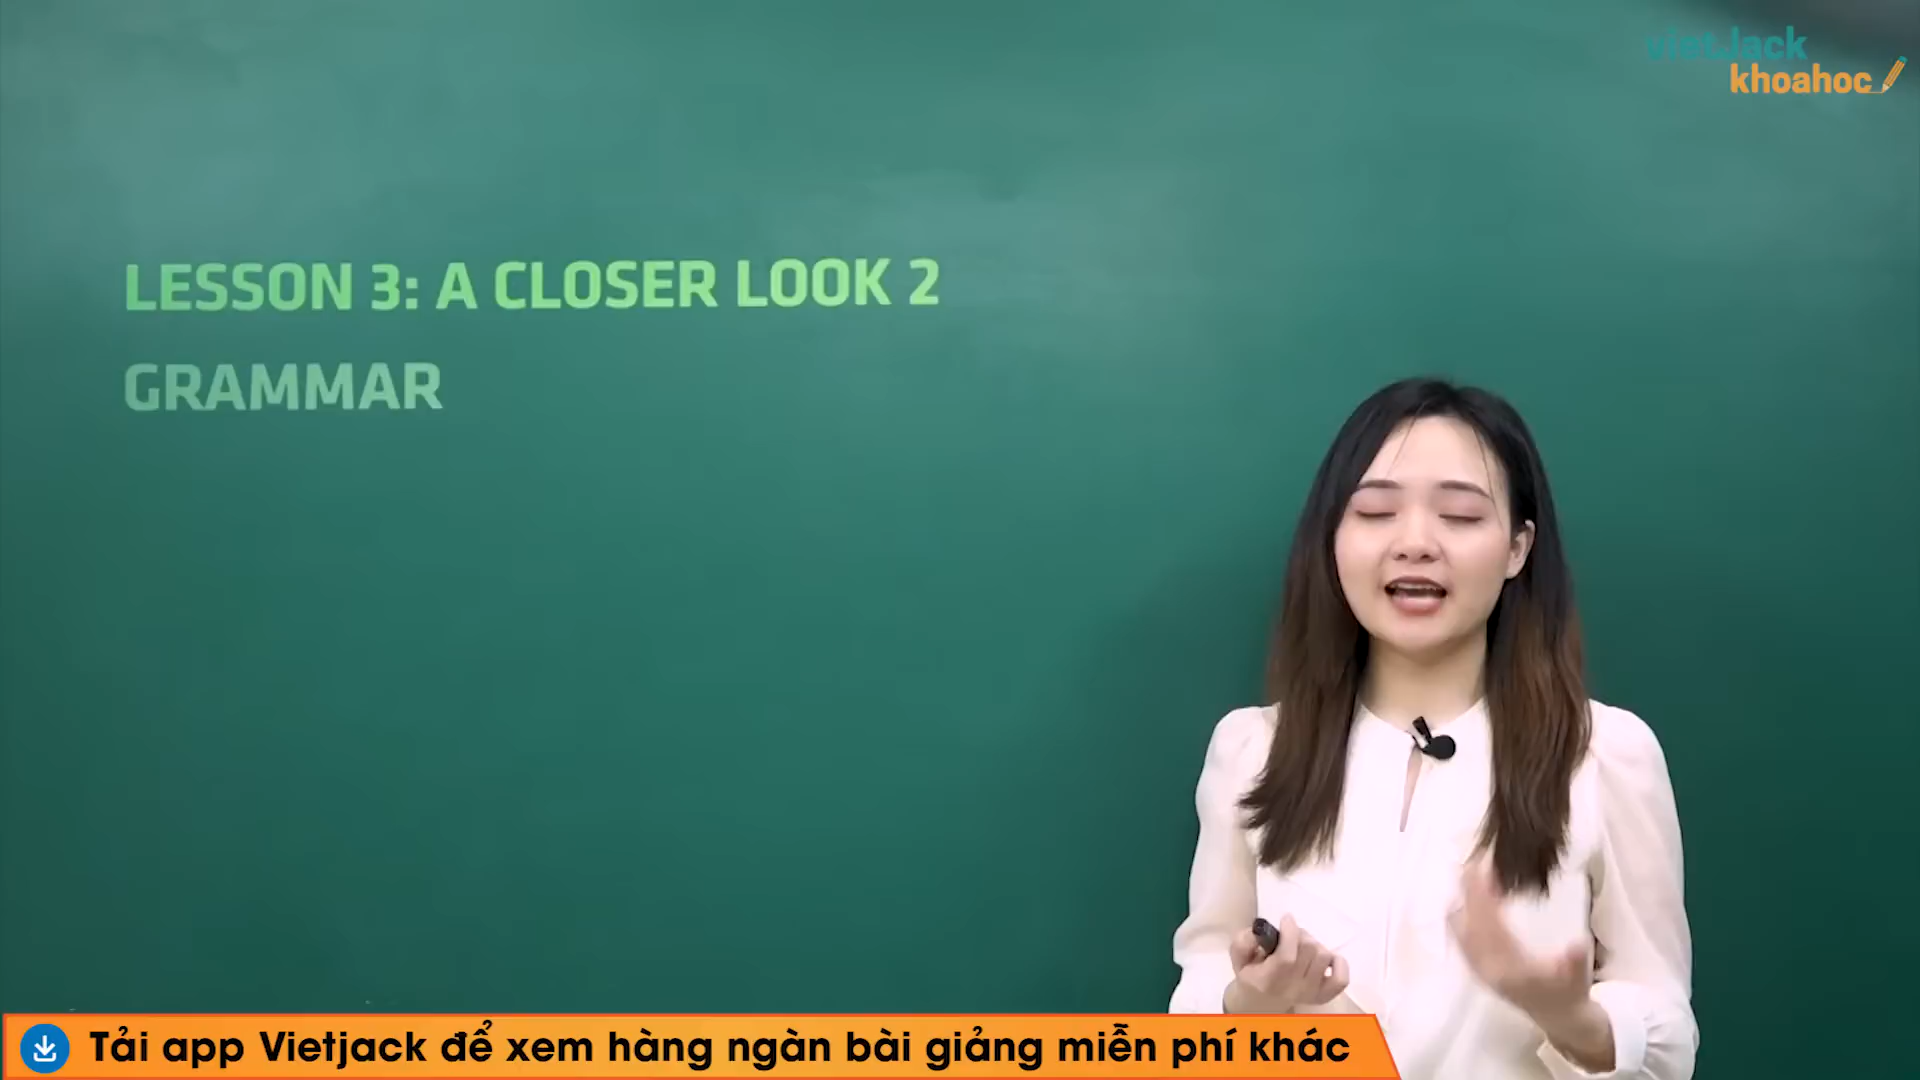 vietJack
khoahoc
LESSON 3: A CLOSER LOOK 2
GRAMMAR
Tải app Vietjack để xem hàng ngàn bài giảng miễn phí khác